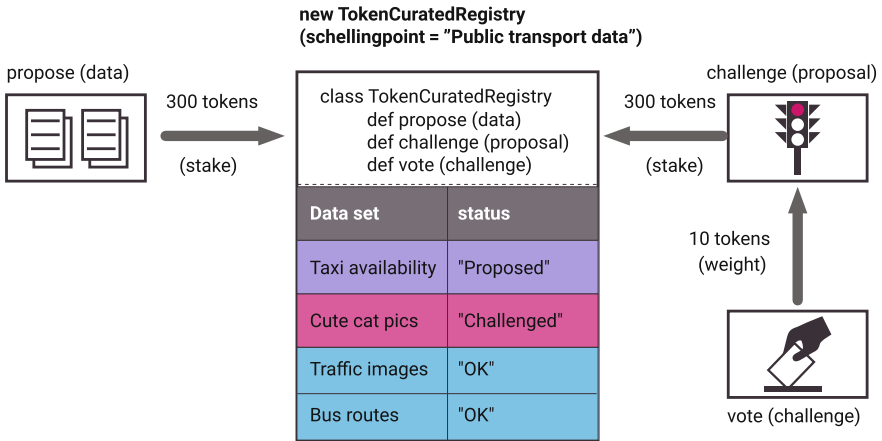 new TokenCuratedRegistry
(schellingpoint = ”Public transport data”)
propose (data)
300 tokens
(stake)
class TokenCuratedRegistry
def propose (data)
def challenge (proposal)
def vote (challenge)
Data set status
Taxi availability "Proposed"
Cute cat pics "Challenged"
Traffic images "OK"
Bus routes "OK"
challenge (proposal)
300 tokens
(stake)
10 tokens
(weight)
vote (challenge)